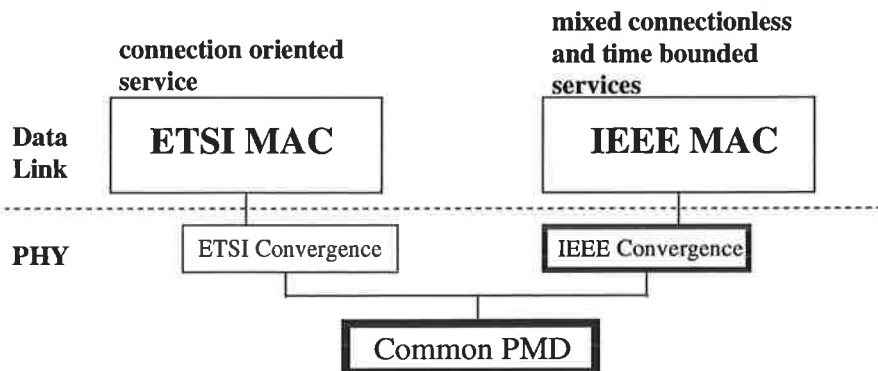 connection oriented
service
mixed connectionless
and time bounded
services
Data
Link
ETSI MAC
IEEE MAC
PHY
ETSI Convergence
IEEE Convergence
Common PMD